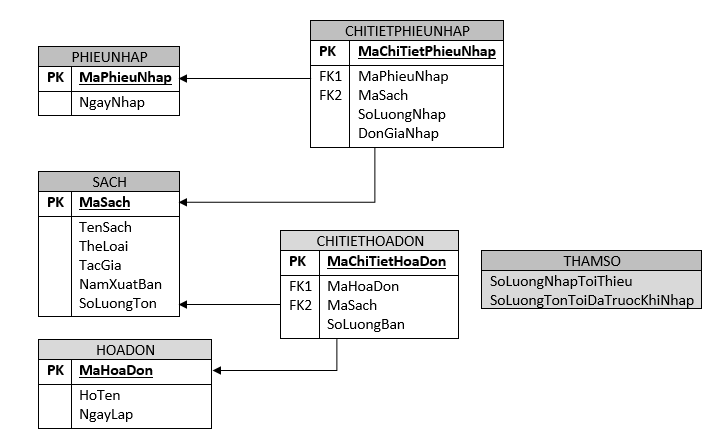 PHIEUNHAP
PK MaPhieuNhap
NgayNhap
CHITIETPHIEUNHAP
PK MaChiTietPhieuNhap
FK1 MaPhieuNhap
FK2 MaSach
SoLuongNhap
DonGiaNhap
SACH
PK MaSach
TenSach
TheLoai
TacGia
NamXuatBan
SoLuongTon
CHITIETHOADON
PK MaChiTietHoaDon
FK1 MaHoaDon
FK2 MaSach
SoLuongBan
THAMSO
SoLuongNhapToiThieu
SoLuongTonToiDaTruocKhiNhap
HOADON
PK MaHoaDon
HoTen
NgayLap